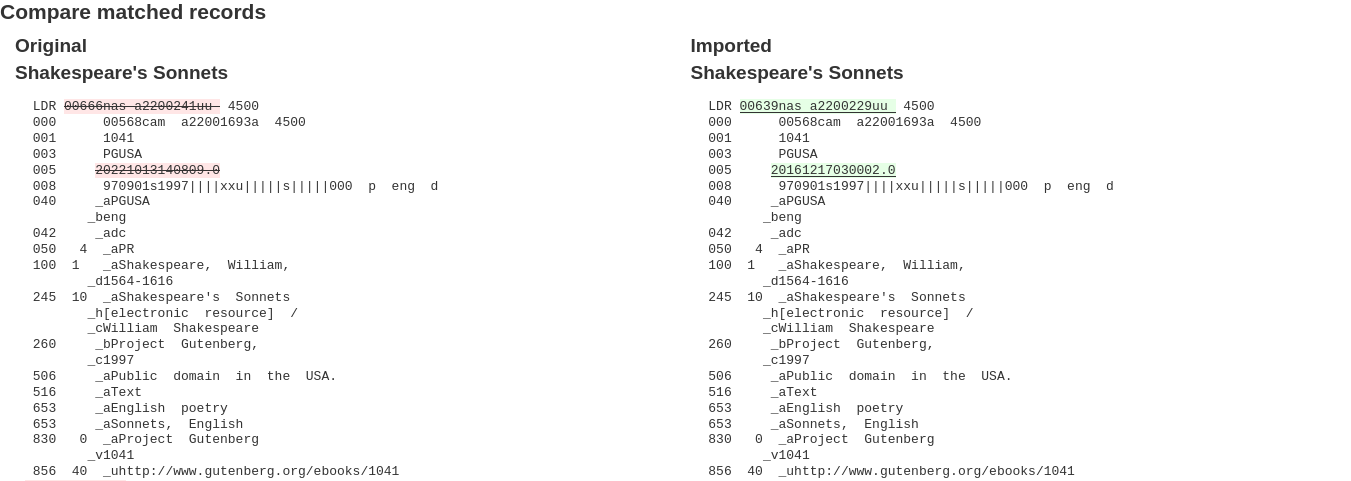 Compare matched records
Original
Shakespeare's Sonnets
LDR 00666nas a2200241uu 4500
000 00568cam a22001693a 4500
001 1041
003 PGUSA
005 20221013140809.0
008 970901s1997||||xxu|||||s|||||000 p eng d
040 _aPGUSA
_beng
042 _adc
050 4 _aPR
100 1 _aShakespeare, William,
_d1564-1616
245 10 _aShakespeare's Sonnets
_h[electronic resource] /
_cWilliam Shakespeare
260 _bProject Gutenberg,
_c1997
506 _aPublic domain in the USA.
516 _aText
653 _aEnglish poetry
653 _aSonnets, English
830 0 _aProject Gutenberg
_v1041
856 40 _uhttp://www.gutenberg.org/ebooks/1041
Imported
Shakespeare's Sonnets
LDR 00639nas a2200229uu 4500
000 00568cam a22001693a 4500
001 1041
003 PGUSA
005 20161217030002.0
008 970901s1997||||xxu|||||s|||||000 p eng d
040 _aPGUSA
_beng
042 _adc
050 4 _aPR
100 1 _aShakespeare, William,
_d1564-1616
245 10 _aShakespeare's Sonnets
_h[electronic resource] /
_cWilliam Shakespeare
260 _bProject Gutenberg,
_c1997
506 _aPublic domain in the USA.
516 _aText
653 _aEnglish poetry
653 _aSonnets, English
830 0 _aProject Gutenberg
_v1041
856 40 _uhttp://www.gutenberg.org/ebooks/1041